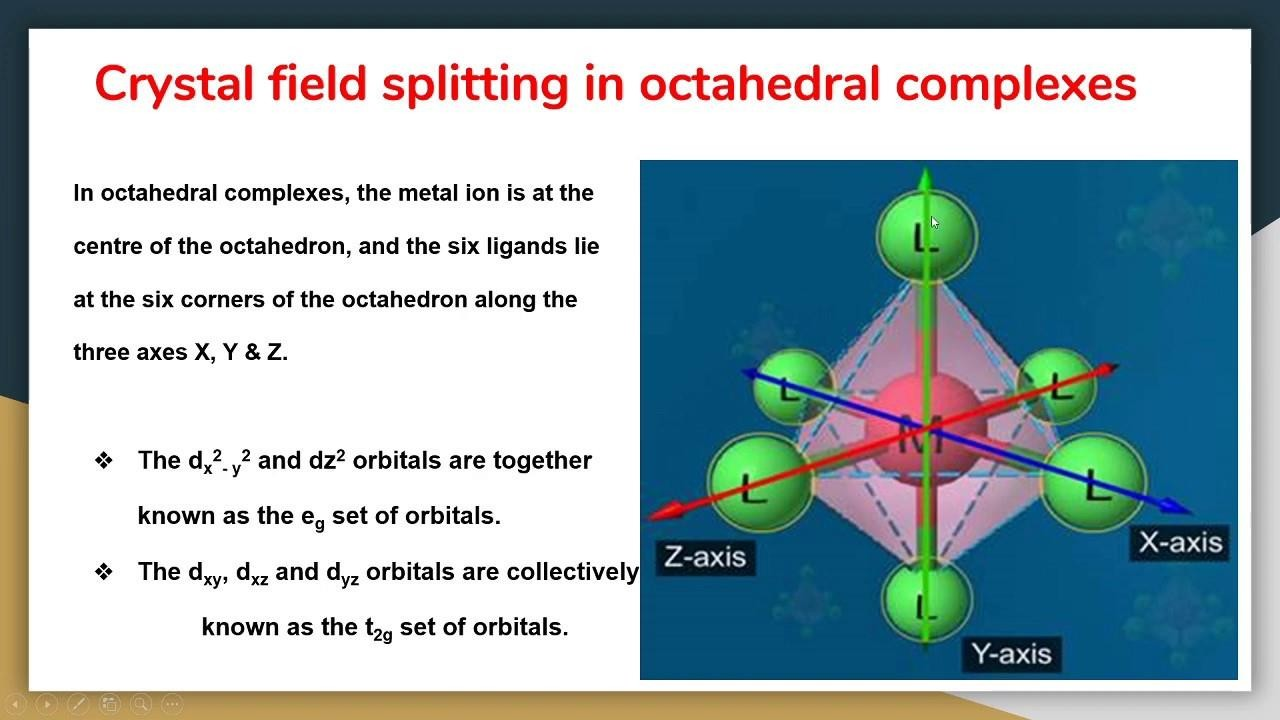 Crystal field splitting in octahedral complexes
In octahedral complexes, the metal ion is at the
centre of the octahedron, and the six ligands lie
at the six corners of the octahedron along the
three axes X, Y & Z.
❖ The dx²-y² and dz² orbitals are together
known as the eg set of orbitals.
❖ The dxy, dxz and dyz orbitals are collectively
known as the t2g set of orbitals.
L
L
L
M
L
L
Z-axis
X-axis
L
Y-axis